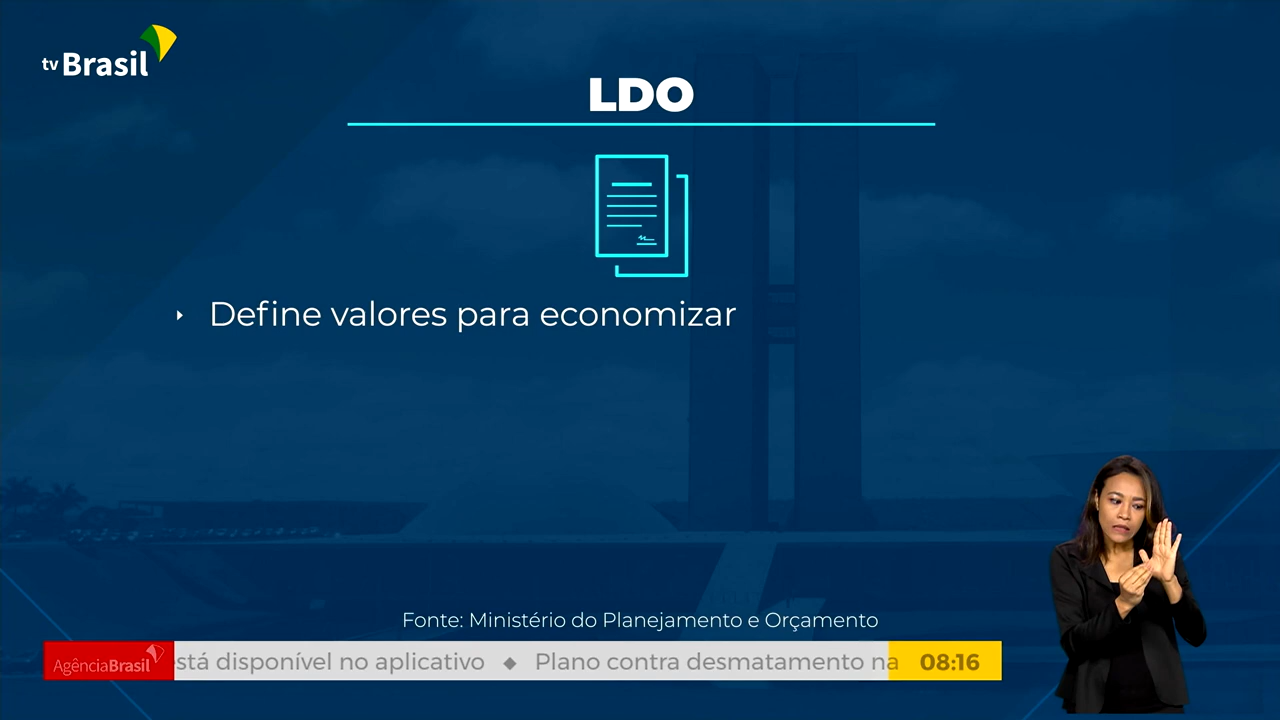 tv Brasil
LDO
Define valores para economizar
Fonte: Ministério do Planejamento e Orçamento
AgênciaBrasil está disponível no aplicativo ◆ Plano contra desmatamento na 08:16